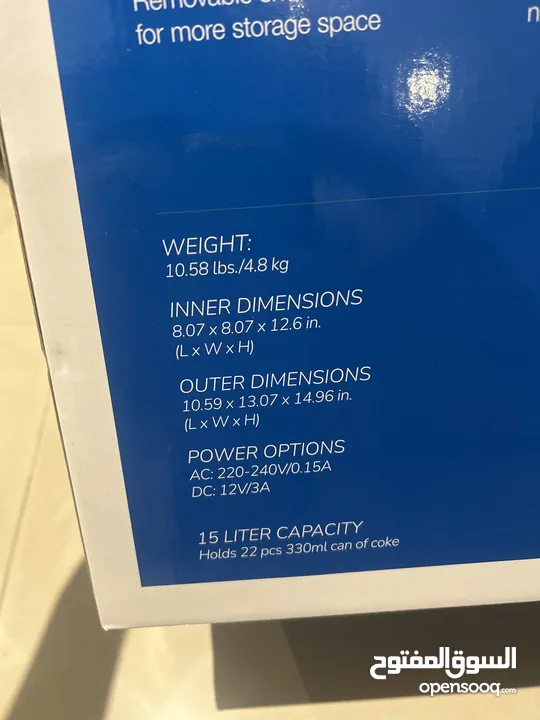 Removable
for more storage space
WEIGHT:
10.58 lbs./4.8 kg
INNER DIMENSIONS
8.07 x 8.07 x 12.6 in.
(L x W x H)
OUTER DIMENSIONS
10.59 x 13.07 x 14.96 in.
(L x W x H)
POWER OPTIONS
AC: 220-240V/0.15A
DC: 12V/3A
15 LITER CAPACITY
Holds 22 pcs 330ml can of coke
السوق المفتوح
opensooq.com